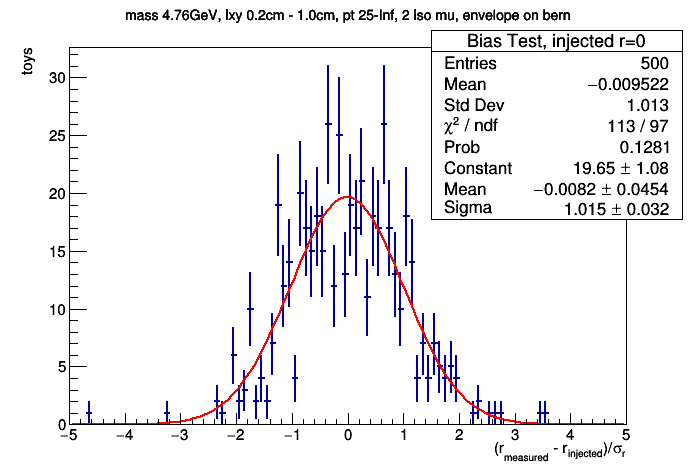 mass 4.76GeV, lxy 0.2cm - 1.0cm, pt 25-Inf, 2 iso mu, envelope on bern
Bias Test, injected r=0
Entries 500
Mean −0.009522
Std Dev 1.013
χ² / ndf 113 / 97
Prob 0.1281
Constant 19.65 ± 1.08
Mean −0.0082 ± 0.0454
Sigma 1.015 ± 0.032
toys
30
25
20
15
10
5
0
−5 −4 −3 −2 −1 0 1 2 3 4 5
(r_measured - r_injected)/σ_r